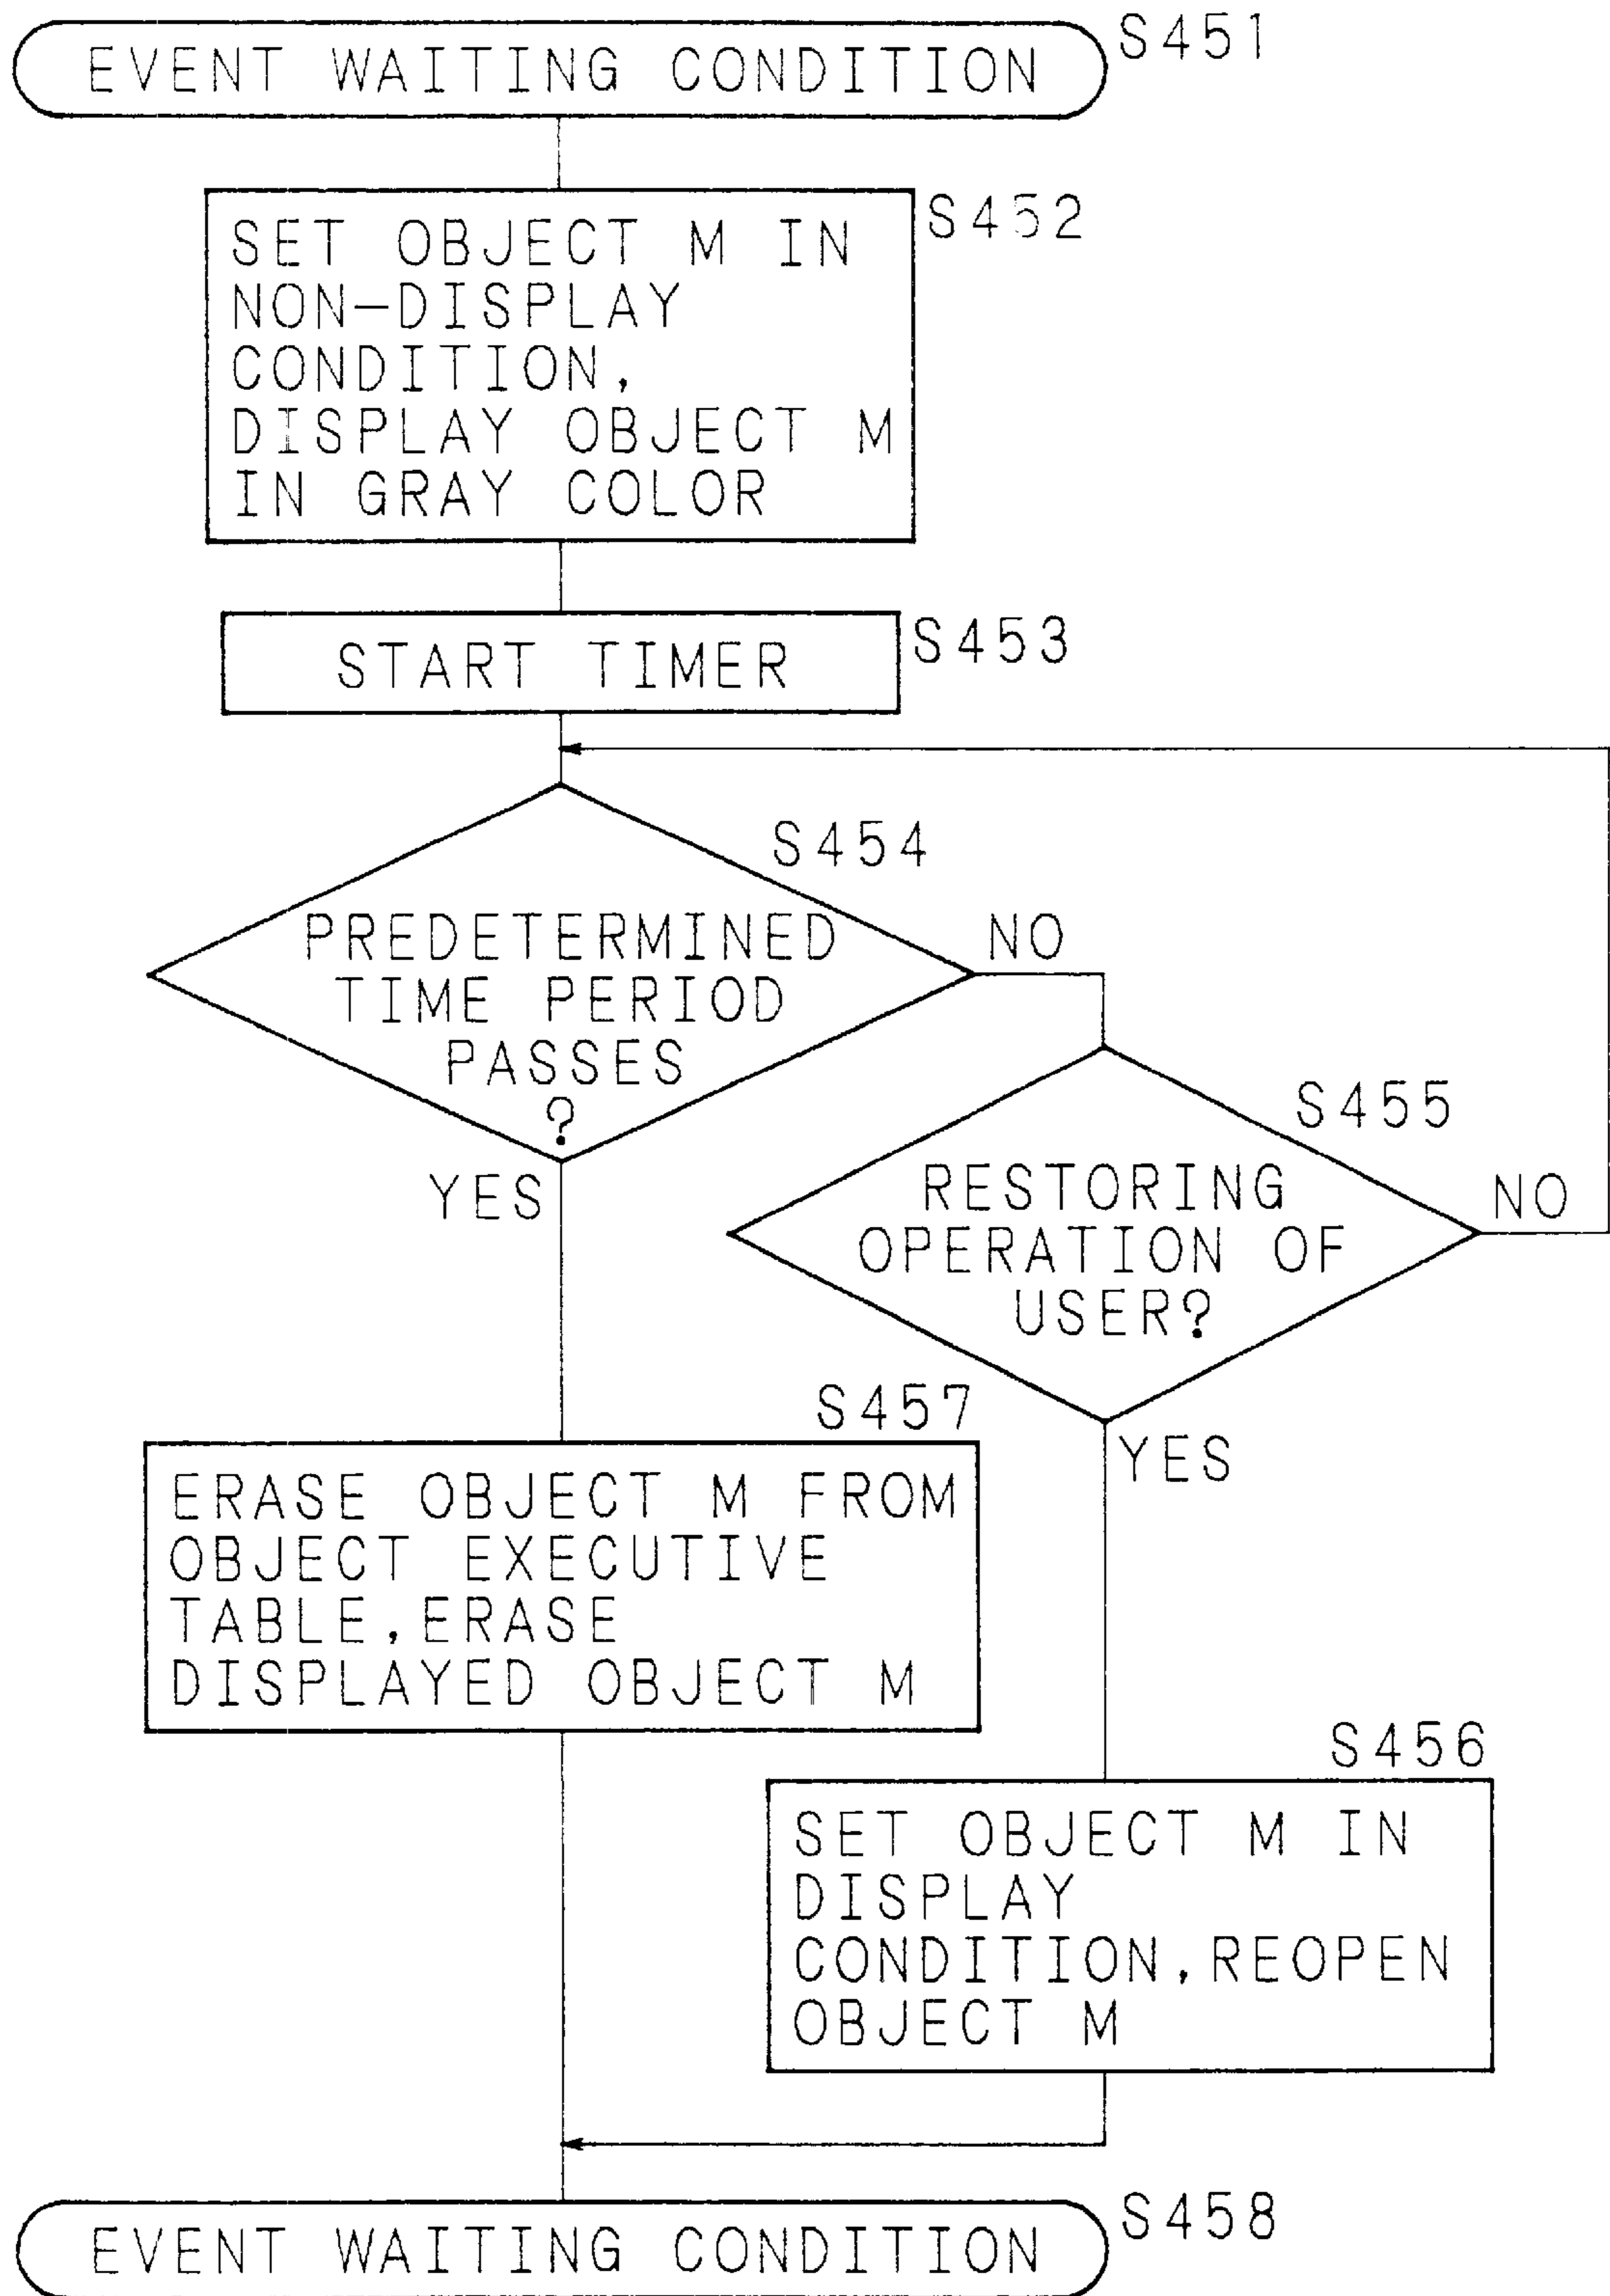 EVENT WAITING CONDITION
S451
SET OBJECT M IN
NON-DISPLAY
CONDITION,
DISPLAY OBJECT M
IN GRAY COLOR
S452
START TIMER
S453
S454
PREDETERMINED
TIME PERIOD
PASSES
?
NO
YES
S455
RESTORING
OPERATION OF
USER?
NO
YES
S457
ERASE OBJECT M FROM
OBJECT EXECUTIVE
TABLE,ERASE
DISPLAYED OBJECT M
S456
SET OBJECT M IN
DISPLAY
CONDITION,REOPEN
OBJECT M
EVENT WAITING CONDITION
S458